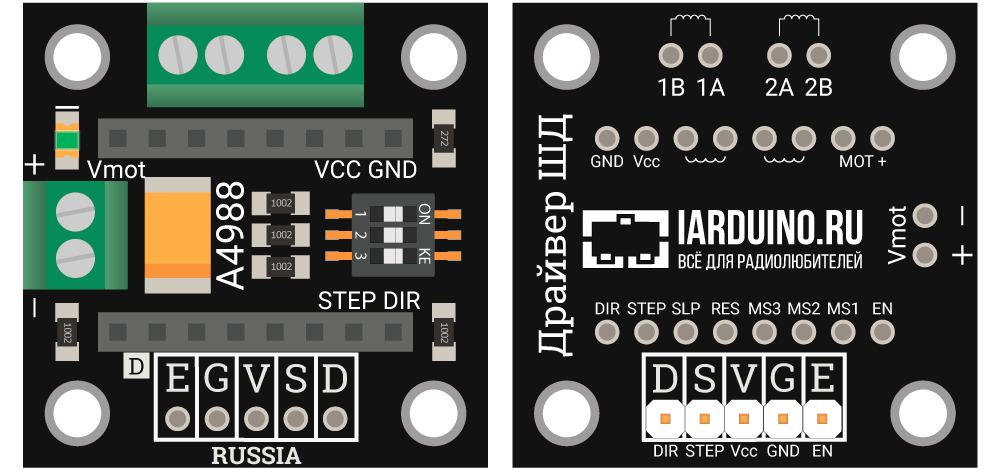 +
Vmot
VCC GND
272
A4988
1002
1002
1002
1
2
3
ON
KE
STEP DIR
1002
1002
D
E G V S D
RUSSIA
1B 1A 2A 2B
GND Vcc MOT +
Драйвер ШД
IARDUINO.RU
ВСЁ ДЛЯ РАДИОЛЮБИТЕЛЕЙ
Vmot
+
DIR STEP SLP RES MS3 MS2 MS1 EN
D S V G E
DIR STEP Vcc GND EN